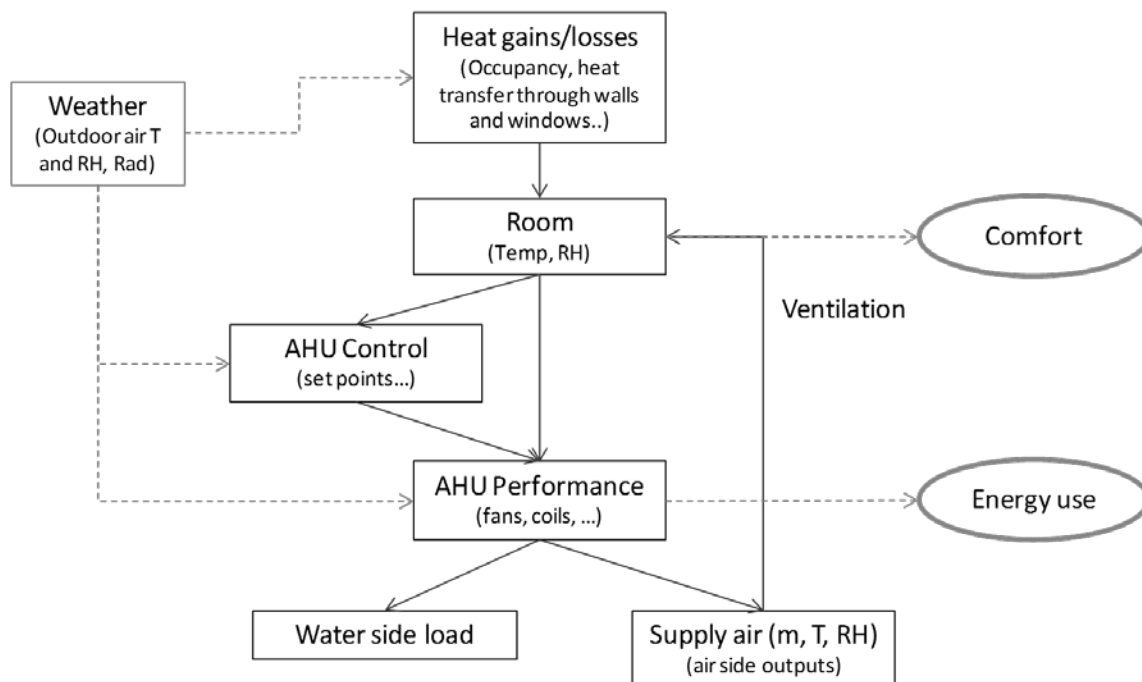 Heat gains/losses
(Occupancy, heat
transfer through walls
and windows..)
Weather
(Outdoor air T
and RH, Rad)
Room
(Temp, RH)
Comfort
Ventilation
AHU Control
(set points...)
AHU Performance
(fans, coils, ...)
Energy use
Water side load
Supply air (m, T, RH)
(air side outputs)